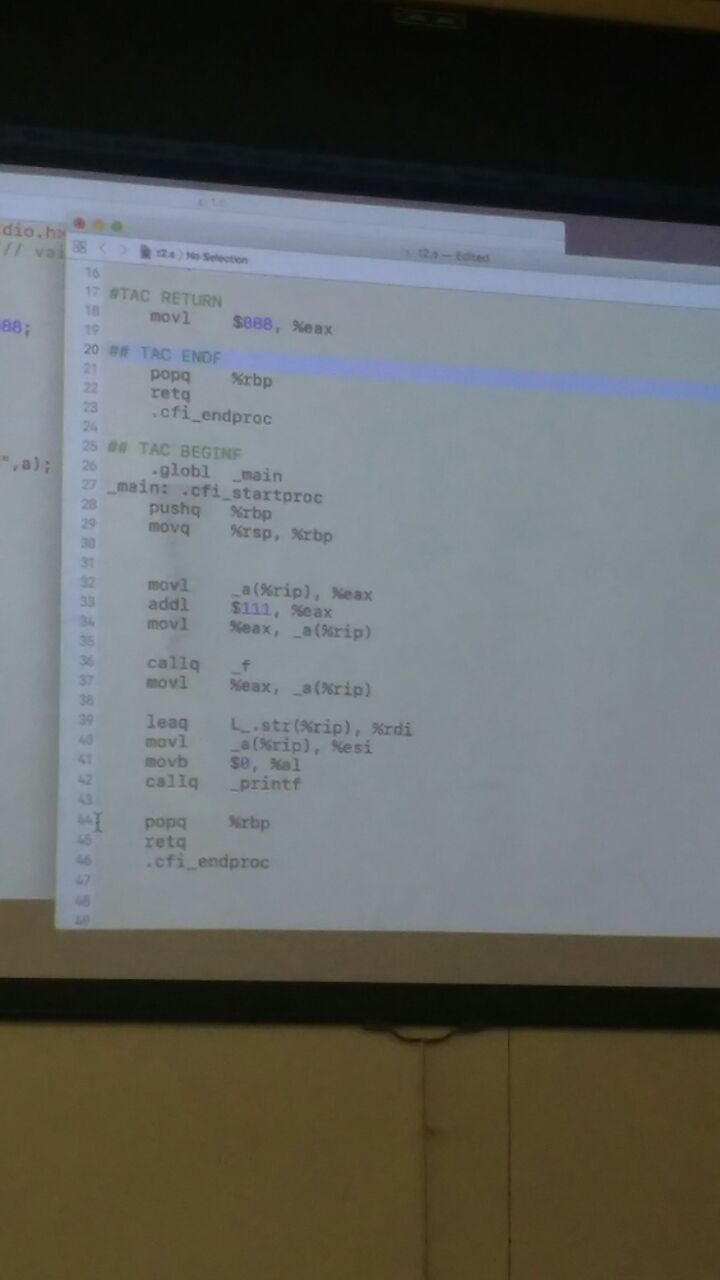 dio.h>
// vai
88;
",a);
t2.s 〉No Selection
t2.s — Edited
16
17 #TAC RETURN
18 movl $888, %eax
19
20 ## TAC ENDF
21 popq %rbp
22 retq
23 .cfi_endproc
24
25 ## TAC BEGINF
26 .globl _main
27 _main: .cfi_startproc
28 pushq %rbp
29 movq %rsp, %rbp
30
31
32 movl _a(%rip), %eax
33 addl $111, %eax
34 movl %eax, _a(%rip)
35
36 callq _f
37 movl %eax, _a(%rip)
38
39 leaq L_.str(%rip), %rdi
40 movl _a(%rip), %esi
41 movb $0, %al
42 callq _printf
43
44 popq %rbp
45 retq
46 .cfi_endproc
47
48
49